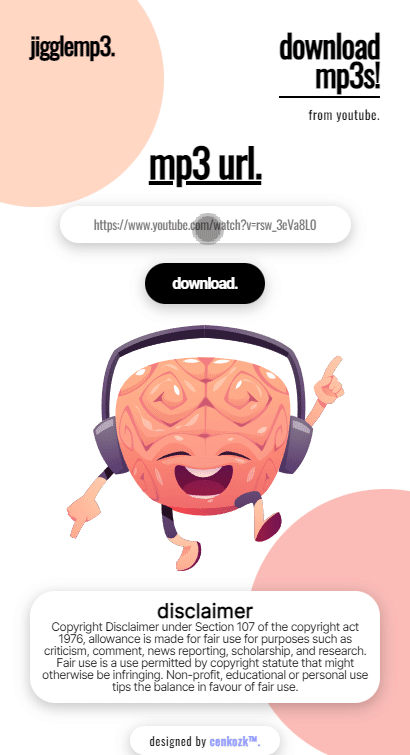 jigglemp3.
download
mp3s!
from youtube.
mp3 url.
https://www.youtube.com/watch?v=rsw_3eVa8L0
download.
disclaimer
Copyright Disclaimer under Section 107 of the copyright act
1976, allowance is made for fair use for purposes such as
criticism, comment, news reporting, scholarship, and research.
Fair use is a use permitted by copyright statute that might
otherwise be infringing. Non-profit, educational or personal use
tips the balance in favour of fair use.
designed by cenkozk™.